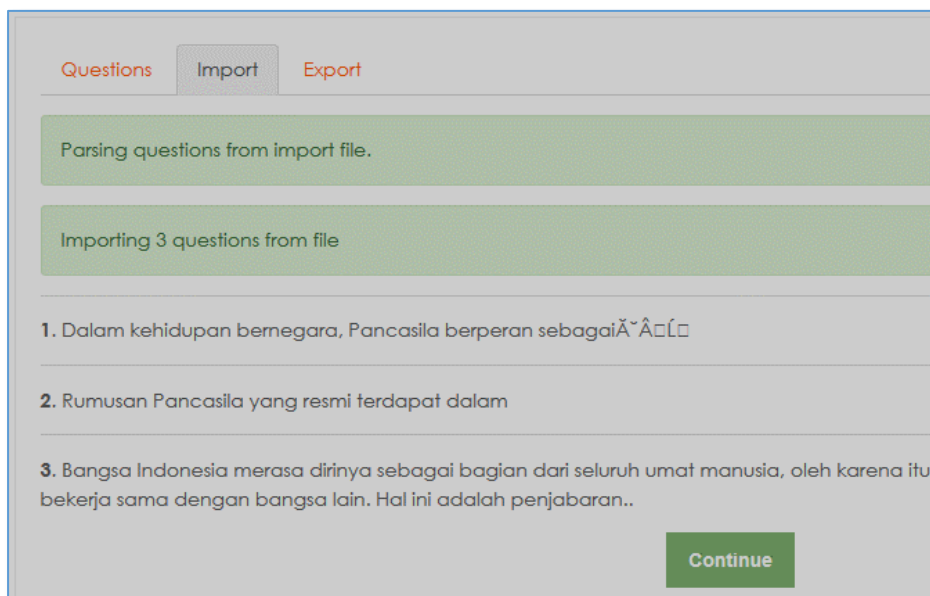 Questions Import Export
Parsing questions from import file.
Importing 3 questions from file
1. Dalam kehidupan bernegara, Pancasila berperan sebagaiĂ˘Â□Ĺ□
2. Rumusan Pancasila yang resmi terdapat dalam
3. Bangsa Indonesia merasa dirinya sebagai bagian dari seluruh umat manusia, oleh karena itu
bekerja sama dengan bangsa lain. Hal ini adalah penjabaran..
Continue